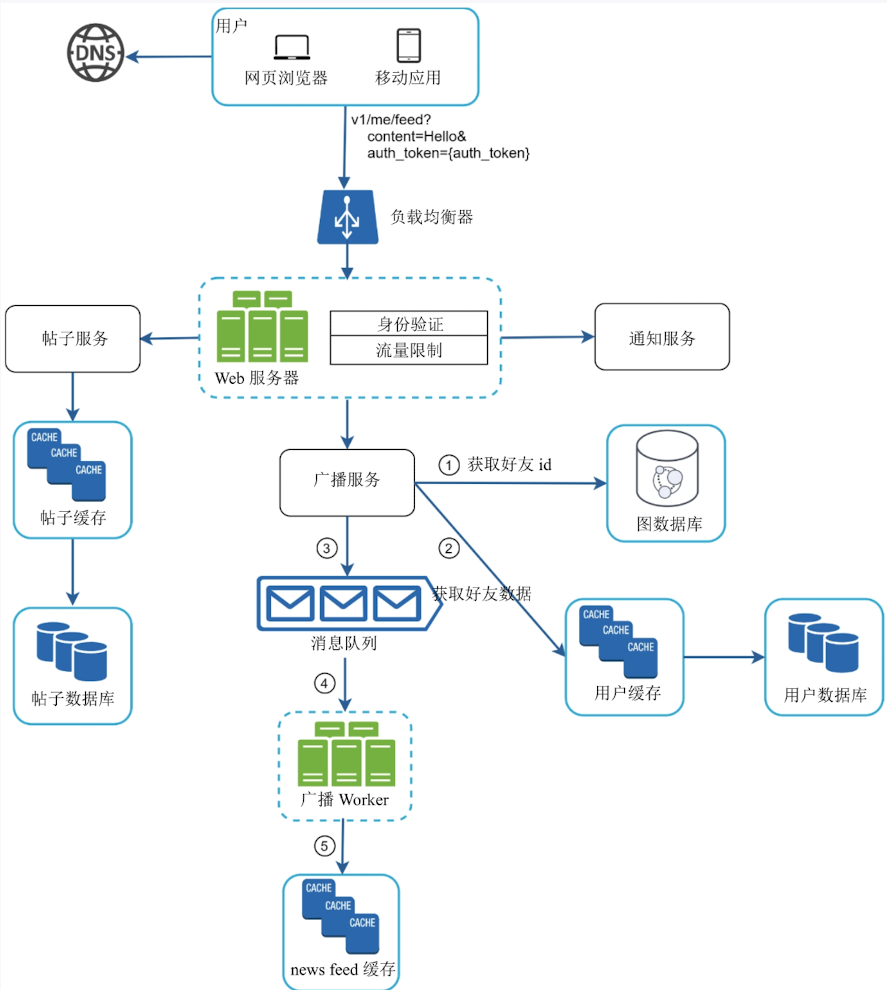 用户
DNS
网页浏览器
移动应用
v1/me/feed?
content=Hello&
auth_token={auth_token}
负载均衡器
帖子服务
Web 服务器
身份验证
流量限制
通知服务
CACHE
CACHE
CACHE
帖子缓存
广播服务
① 获取好友 id
图数据库
③
②
获取好友数据
消息队列
帖子数据库
CACHE
CACHE
CACHE
用户缓存
用户数据库
④
广播 Worker
⑤
CACHE
CACHE
CACHE
news feed 缓存